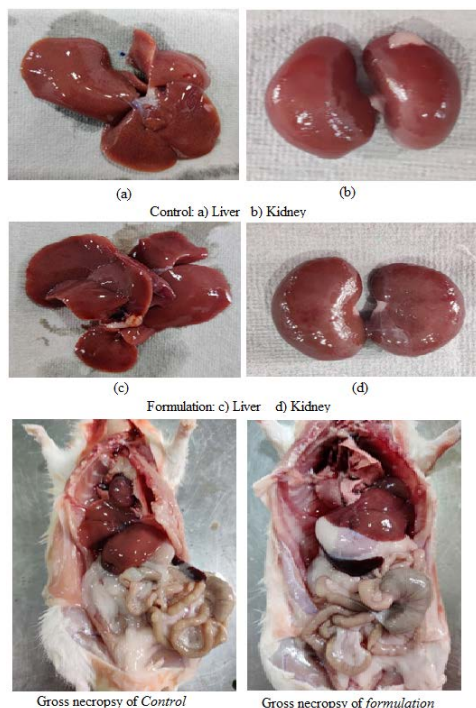 (a) (b)
Control: a) Liver b) Kidney
(c) (d)
Formulation: c) Liver d) Kidney
Gross necropsy of Control Gross necropsy of formulation